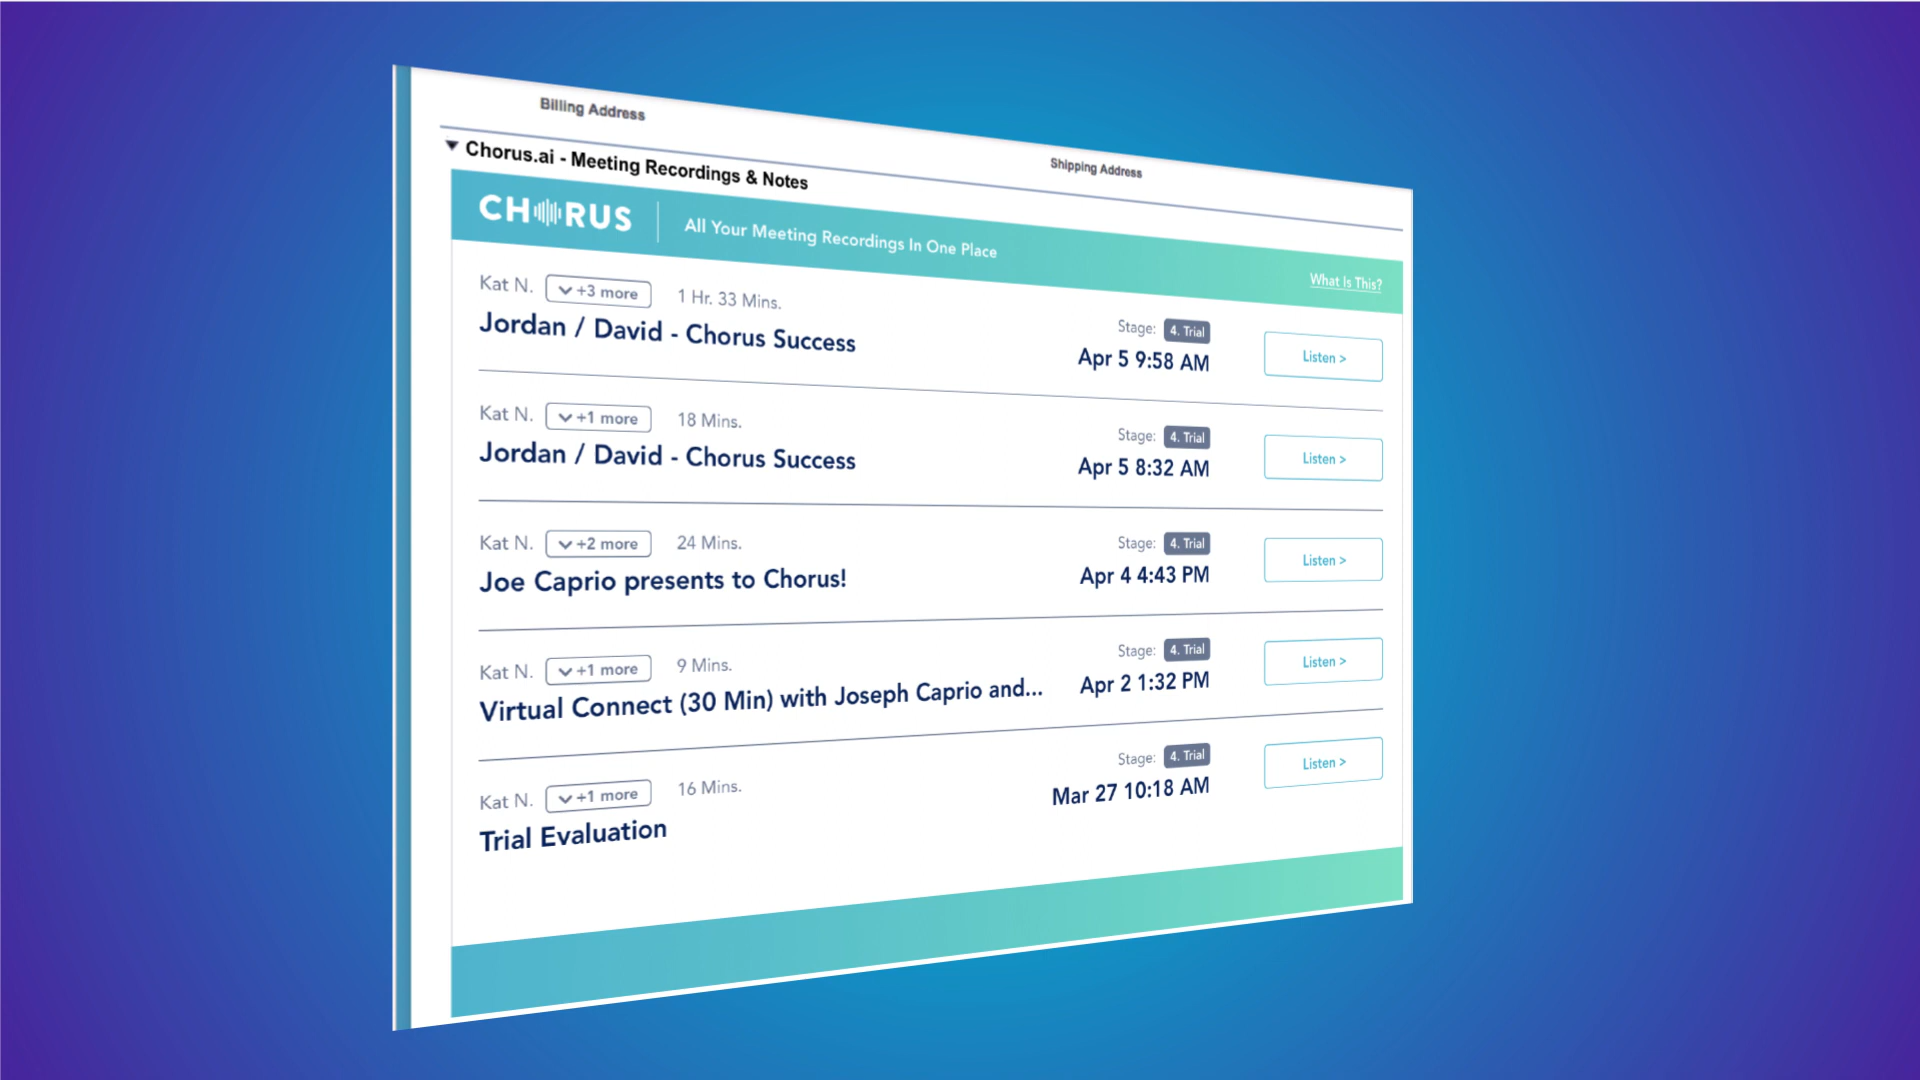 Billing Address
Shipping Address
Chorus.ai - Meeting Recordings & Notes
CHORUS
All Your Meeting Recordings In One Place
What Is This?
Kat N. +3 more 1 Hr. 33 Mins.
Jordan / David - Chorus Success
Stage: 4. Trial
Apr 5 9:58 AM
Listen >
Kat N. +1 more 18 Mins.
Jordan / David - Chorus Success
Stage: 4. Trial
Apr 5 8:32 AM
Listen >
Kat N. +2 more 24 Mins.
Joe Caprio presents to Chorus!
Stage: 4. Trial
Apr 4 4:43 PM
Listen >
Kat N. +1 more 9 Mins.
Virtual Connect (30 Min) with Joseph Caprio and...
Stage: 4. Trial
Apr 2 1:32 PM
Listen >
Kat N. +1 more 16 Mins.
Trial Evaluation
Stage: 4. Trial
Mar 27 10:18 AM
Listen >